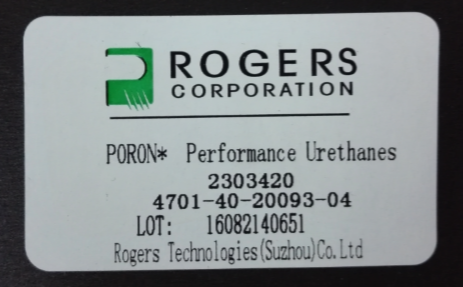 ROGERS
CORPORATION
PORON* Performance Urethanes
2303420
4701-40-20093-04
LOT: 16082140651
Rogers Technologies(Suzhou)Co.Ltd